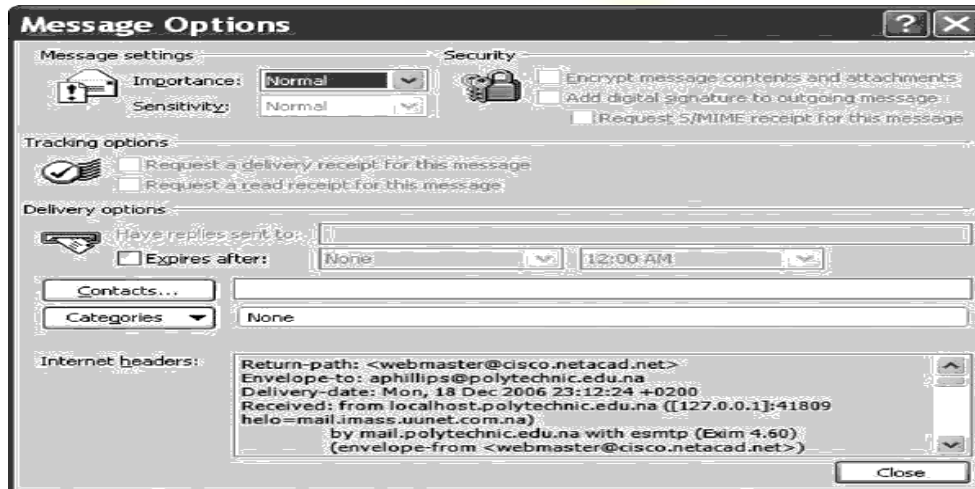 Message Options
Message settings
Security
Importance: Normal
Sensitivity: Normal
Encrypt message contents and attachments
Add digital signature to outgoing message
Request S/MIME receipt for this message
Tracking options
Request a delivery receipt for this message
Request a read receipt for this message
Delivery options
Have replies sent to:
Expires after: None 12:00 AM
Contacts...
Categories None
Internet headers:
Return-path: <webmaster@cisco.netacad.net>
Envelope-to: aphillips@polytechnic.edu.na
Delivery-date: Mon, 18 Dec 2006 23:12:24 +0200
Received: from localhost.polytechnic.edu.na ([127.0.0.1]:41809
helo=mail.imass.uunet.com.na)
by mail.polytechnic.edu.na with esmtp (Exim 4.60)
(envelope-from <webmaster@cisco.netacad.net>)
Close